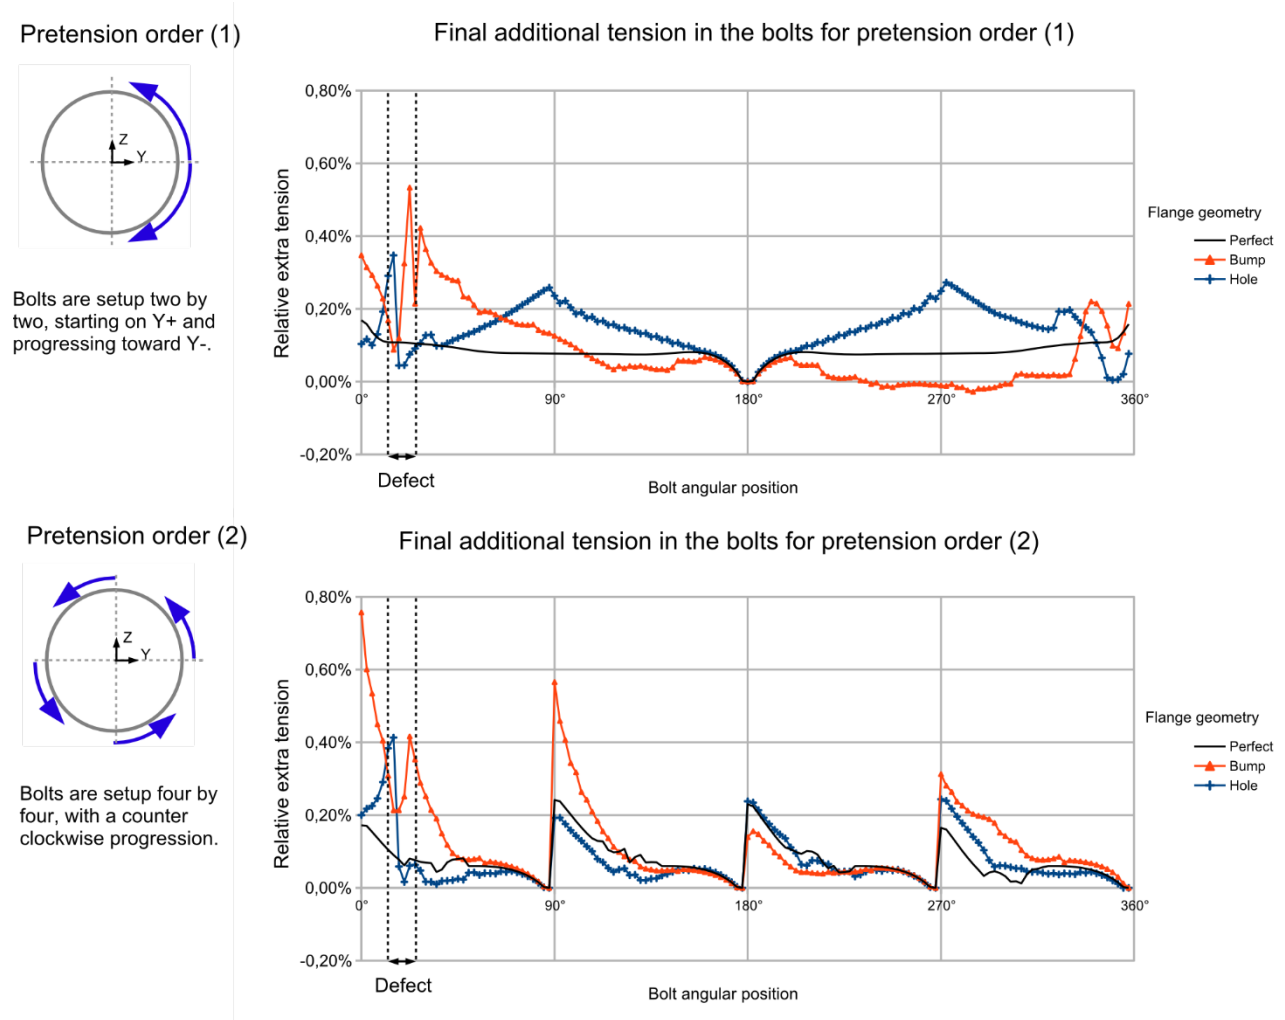 Pretension order (1)
Final additional tension in the bolts for pretension order (1)
Z
Y
Bolts are setup two by
two, starting on Y+ and
progressing toward Y-.
Relative extra tension
0,80%
0,60%
0,40%
0,20%
0,00%
-0,20%
0°
90°
180°
270°
360°
Defect
Bolt angular position
Flange geometry
Perfect
Bump
Hole
Pretension order (2)
Final additional tension in the bolts for pretension order (2)
Z
Y
Bolts are setup four by
four, with a counter
clockwise progression.
Relative extra tension
0,80%
0,60%
0,40%
0,20%
0,00%
-0,20%
0°
90°
180°
270°
360°
Defect
Bolt angular position
Flange geometry
Perfect
Bump
Hole